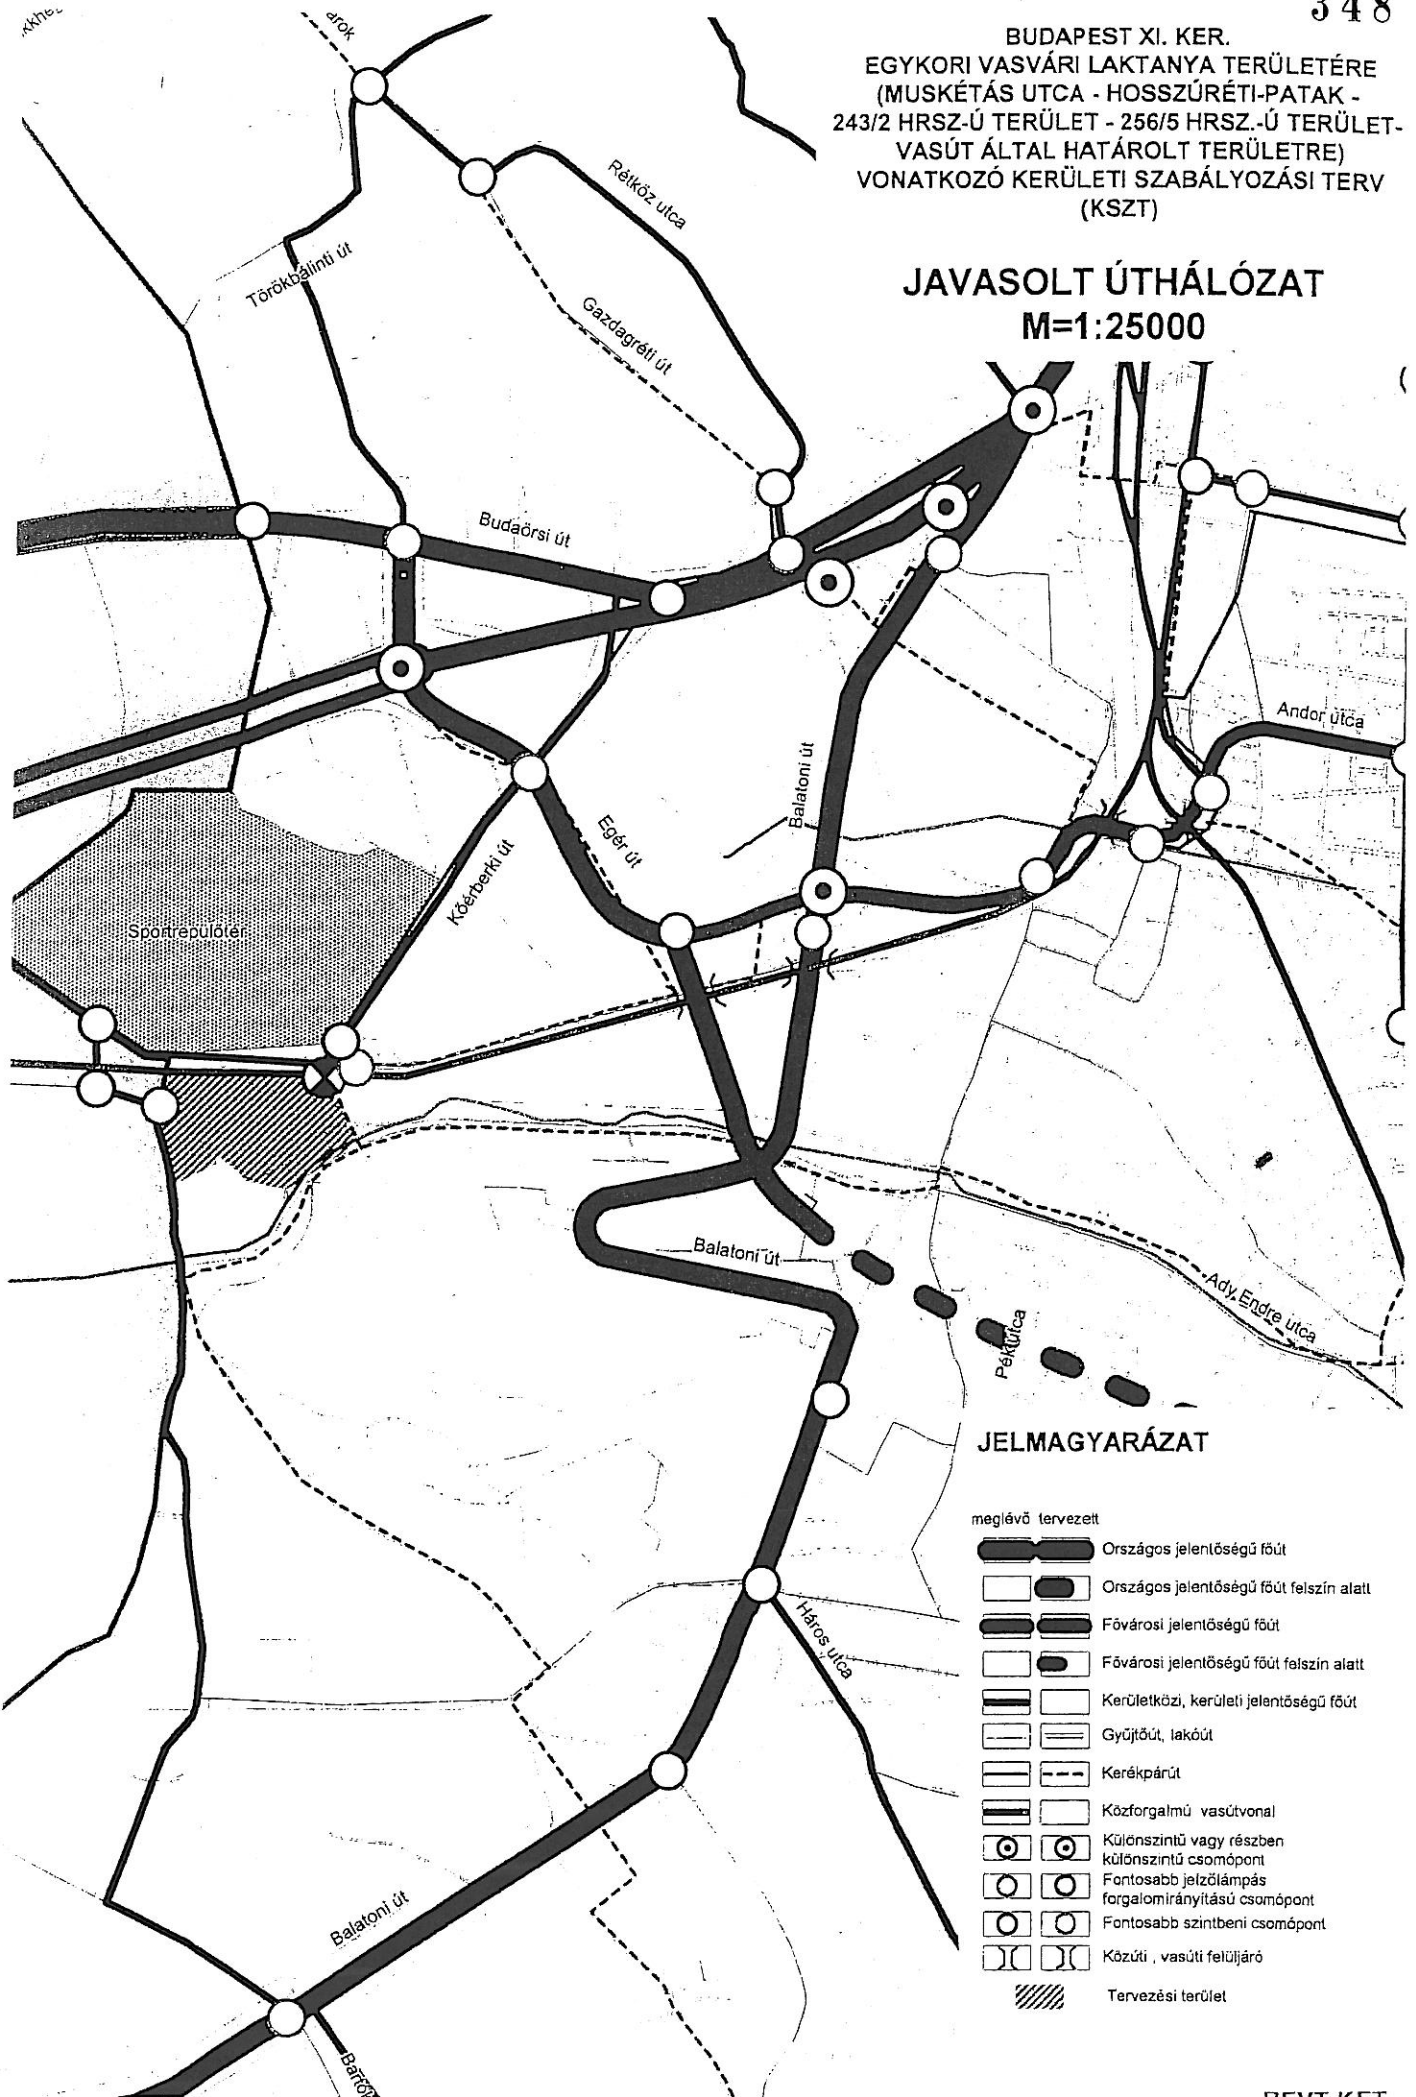 348
BUDAPEST XI. KER.
EGYKORI VASVÁRI LAKTANYA TERÜLETÉRE
(MUSKÉTÁS UTCA - HOSSZÚRÉTI-PATAK -
243/2 HRSZ-Ú TERÜLET - 256/5 HRSZ.-Ú TERÜLET-
VASÚT ÁLTAL HATÁROLT TERÜLETRE)
VONATKOZÓ KERÜLETI SZABÁLYOZÁSI TERV
(KSZT)
JAVASOLT ÚTHÁLÓZAT
M=1:25000
Rétköz utca
Törökbálinti út
Gazdagréti út
Budaörsi út
Andor utca
Balatoni út
Egér út
Kőérberki út
Sportrepülőtér
Balatoni út
Ady Endre utca
Péki utca
Háros utca
Balatoni út
Bartók
JELMAGYARÁZAT
meglévő tervezett
Országos jelentőségű főút
Országos jelentőségű főút felszín alatt
Fővárosi jelentőségű főút
Fővárosi jelentőségű főút felszín alatt
Kerületközi, kerületi jelentőségű főút
Gyűjtőút, lakóút
Kerékpárút
Közforgalmú vasútvonal
Különszintű vagy részben
különszintű csomópont
Fontosabb jelzőlámpás
forgalomirányítású csomópont
Fontosabb szintbeni csomópont
Közúti , vasúti felüljáró
Tervezési terület